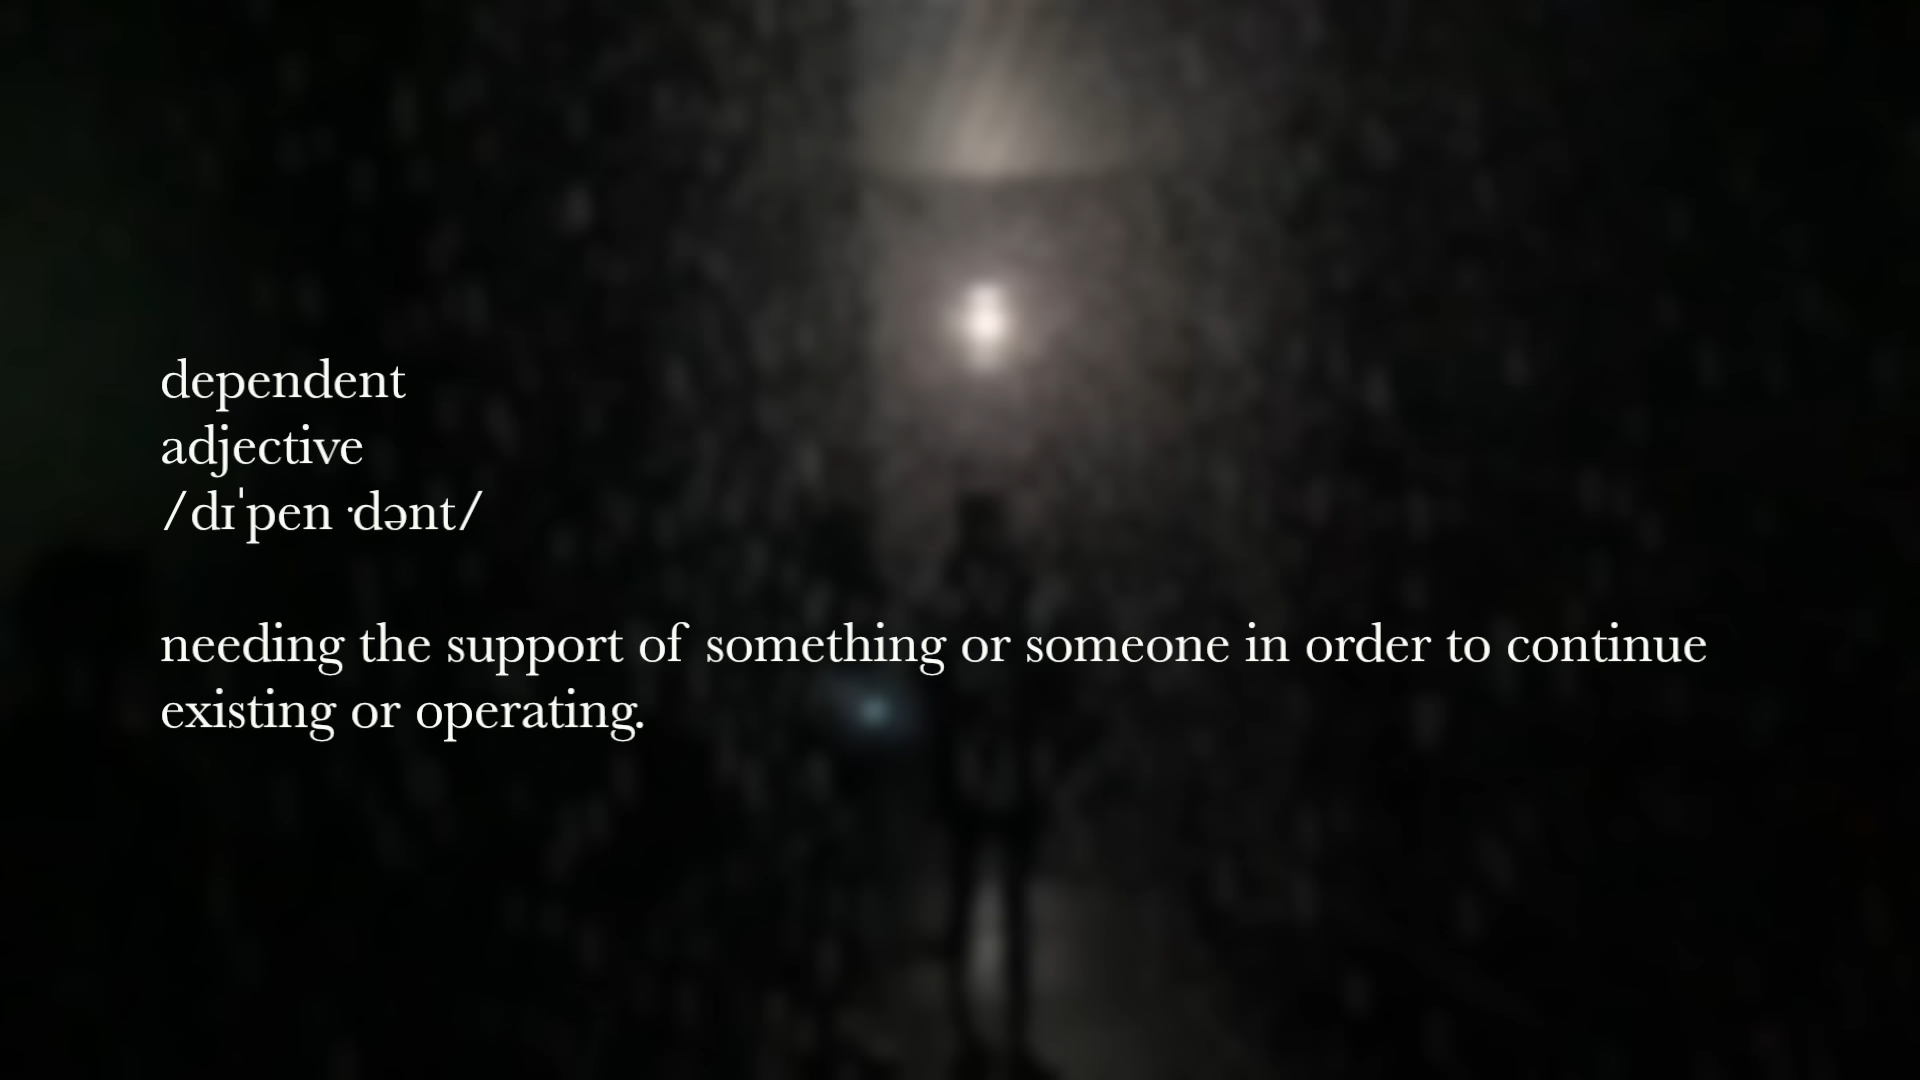 dependent
adjective
/dɪˈpen ·dənt/
needing the support of something or someone in order to continue
existing or operating.